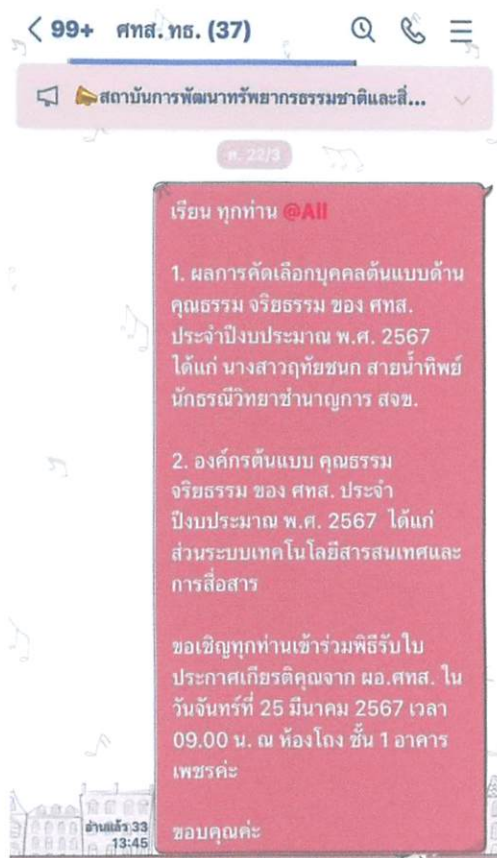 99+ ศทส. ทธ. (37)
สถาบันการพัฒนาทรัพยากรธรรมชาติและสิ่...
ศ. 22/3
เรียน ทุกท่าน @All
1. ผลการคัดเลือกบุคคลต้นแบบด้าน
คุณธรรม จริยธรรม ของ ศทส.
ประจำปีงบประมาณ พ.ศ. 2567
ได้แก่ นางสาวฤทัยชนก สายน้ำทิพย์
นักธรณีวิทยาชำนาญการ สจข.
2. องค์กรต้นแบบ คุณธรรม
จริยธรรม ของ ศทส. ประจำ
ปีงบประมาณ พ.ศ. 2567 ได้แก่
ส่วนระบบเทคโนโลยีสารสนเทศและ
การสื่อสาร
ขอเชิญทุกท่านเข้าร่วมพิธีรับใบ
ประกาศเกียรติคุณจาก ผอ.ศทส. ใน
วันจันทร์ที่ 25 มีนาคม 2567 เวลา
09.00 น. ณ ห้องโถง ชั้น 1 อาคาร
เพชรค่ะ
ขอบคุณค่ะ
อ่านแล้ว 33
13:45